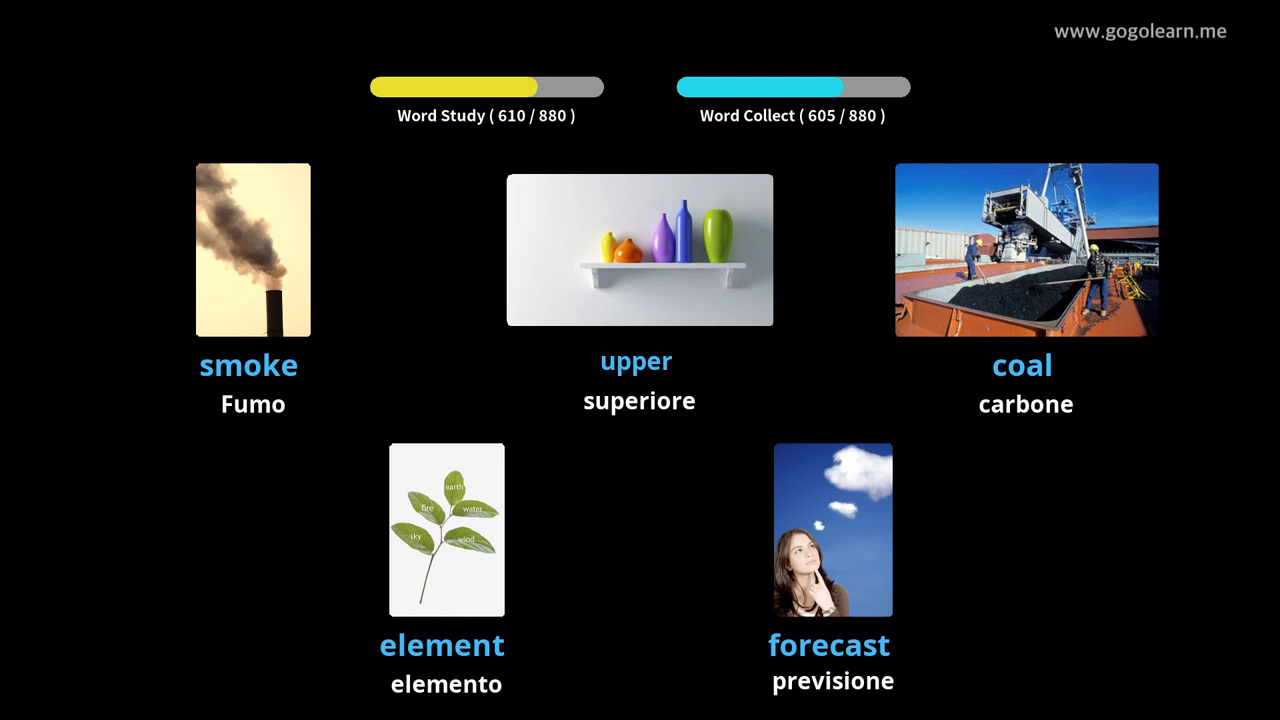 www.gogolearn.me
Word Study ( 610 / 880 )
Word Collect ( 605 / 880 )
smoke
Fumo
upper
superiore
coal
carbone
earth
fire
water
sky
wind
element
elemento
forecast
previsione